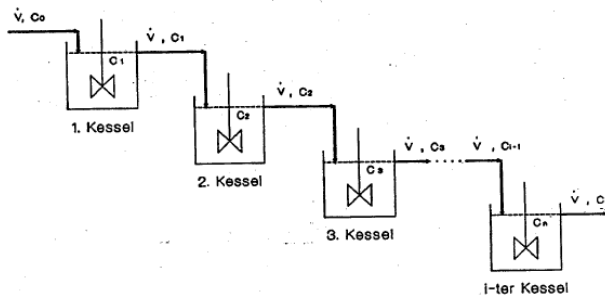 V̇, C₀
V̇ , C₁
C₁
1. Kessel
V̇ , C₂
C₂
2. Kessel
V̇ , C₃
V̇ , Cᵢ₋₁
C₃
3. Kessel
V̇ , C
Cₙ
i-ter Kessel